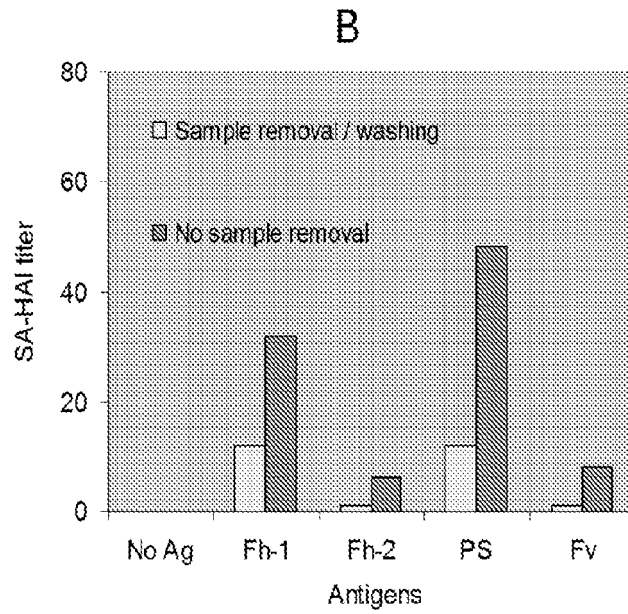 B
80
Sample removal / washing
60
No sample removal
40
20
0
SA-HAI titer
No Ag Fh-1 Fh-2 PS Fv
Antigens